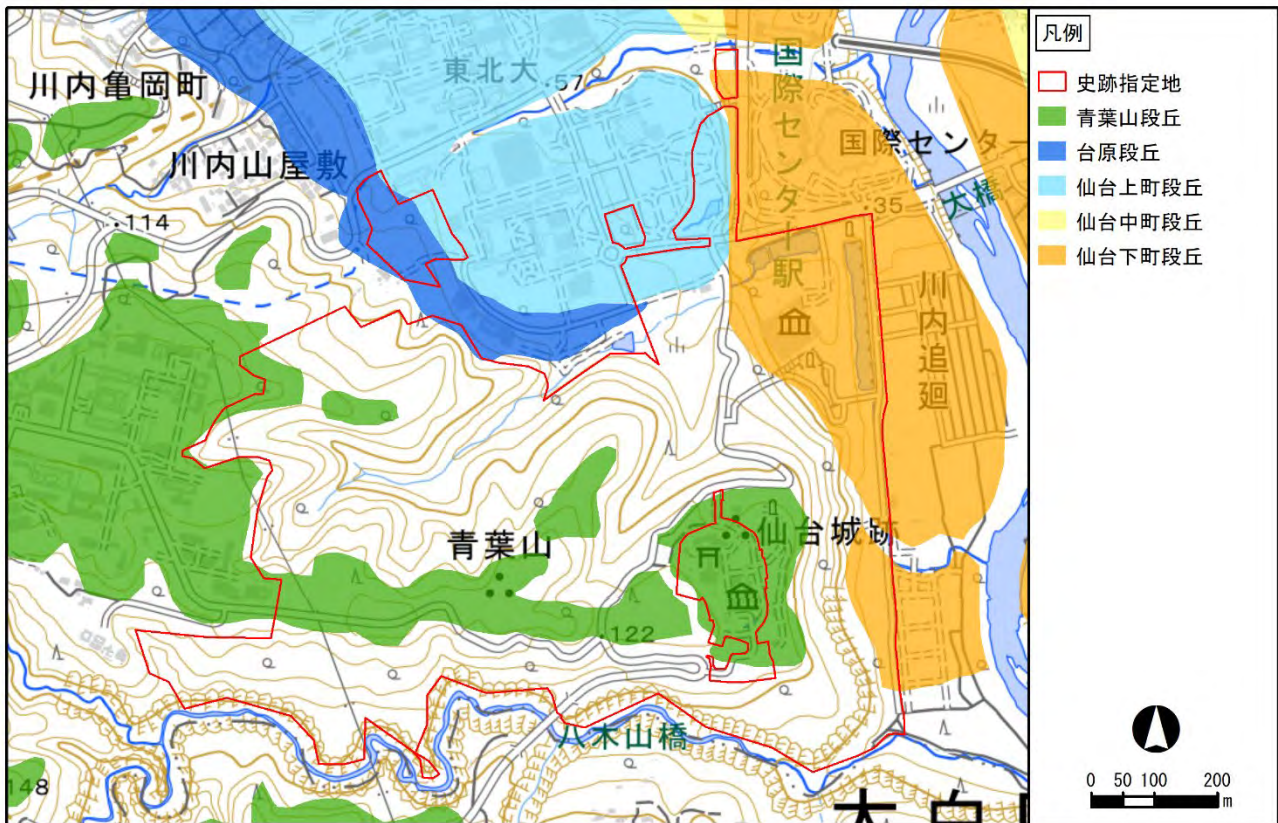 川内亀岡町
東北大
57
国際センター駅
川内山屋敷
国際センター
大橋
114
35
川内追廻
仙台城跡
青葉山
122
八木山橋
148
凡例
史跡指定地
青葉山段丘
台原段丘
仙台上町段丘
仙台中町段丘
仙台下町段丘
0 50 100 200
m